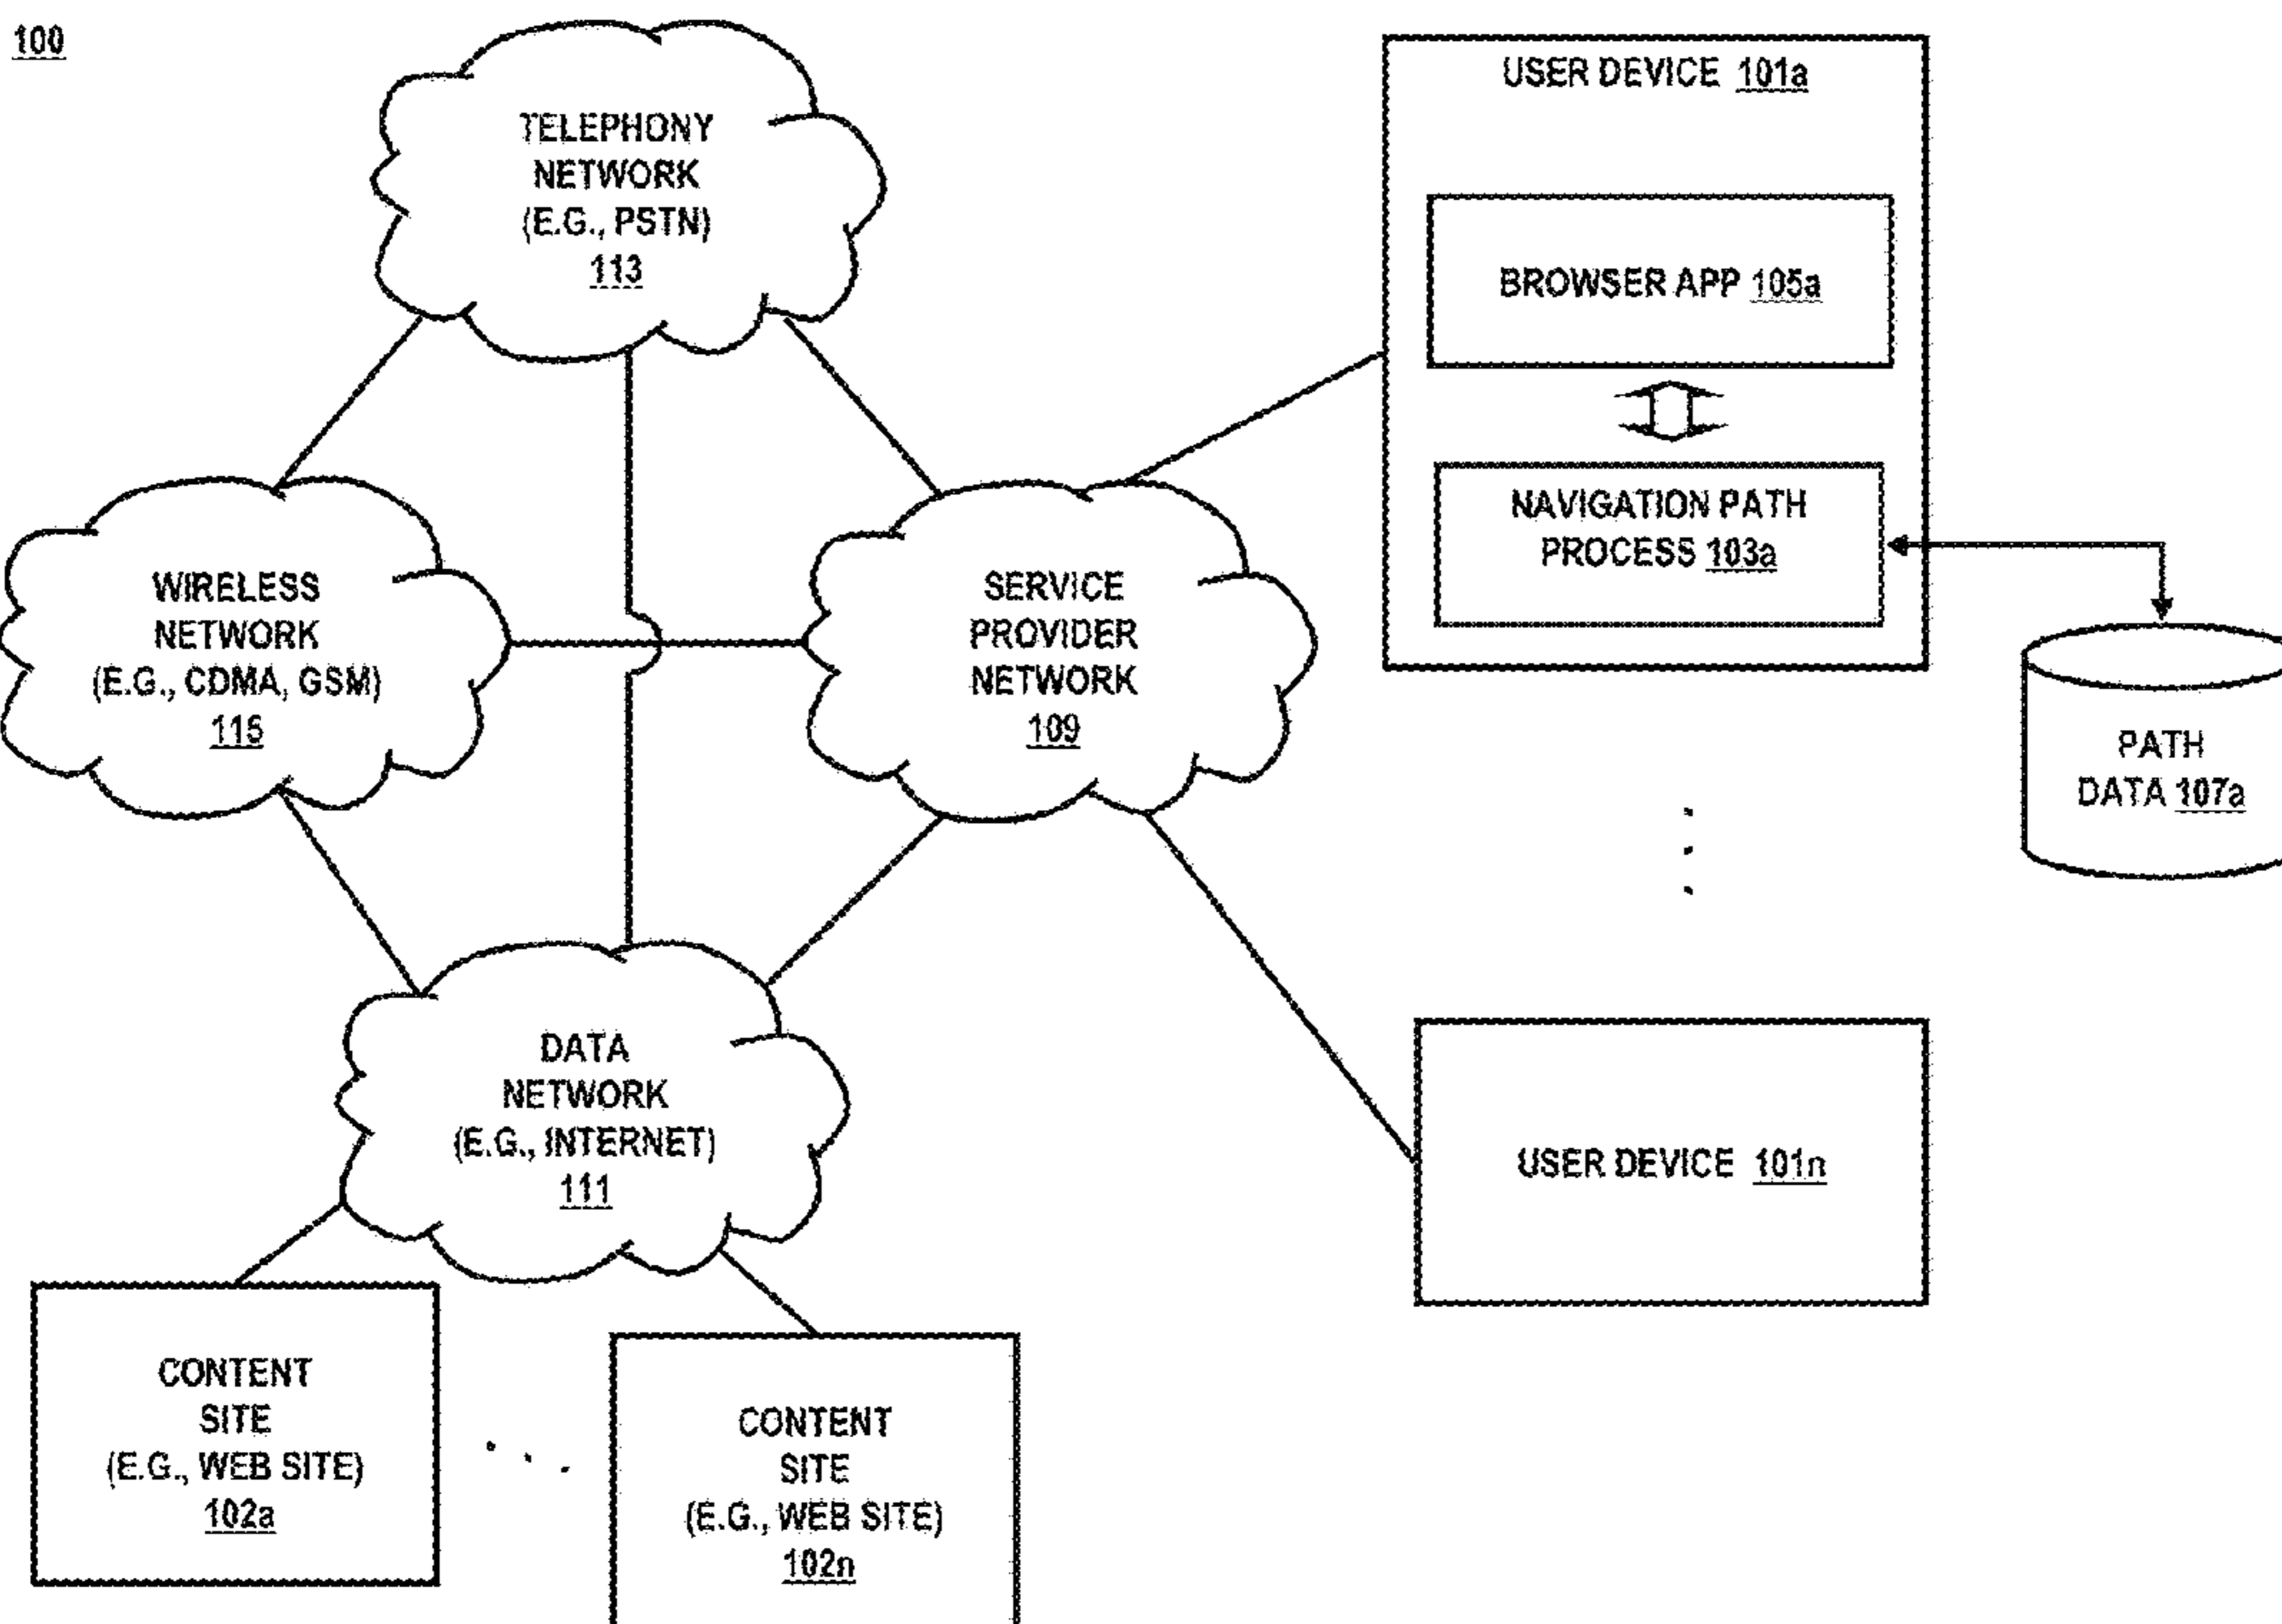 100
TELEPHONY
NETWORK
(E.G., PSTN)
113
USER DEVICE 101a
BROWSER APP 105a
NAVIGATION PATH
PROCESS 103a
WIRELESS
NETWORK
(E.G., CDMA, GSM)
115
SERVICE
PROVIDER
NETWORK
109
PATH
DATA 107a
DATA
NETWORK
(E.G., INTERNET)
111
USER DEVICE 101n
CONTENT
SITE
(E.G., WEB SITE)
102a
CONTENT
SITE
(E.G., WEB SITE)
102n